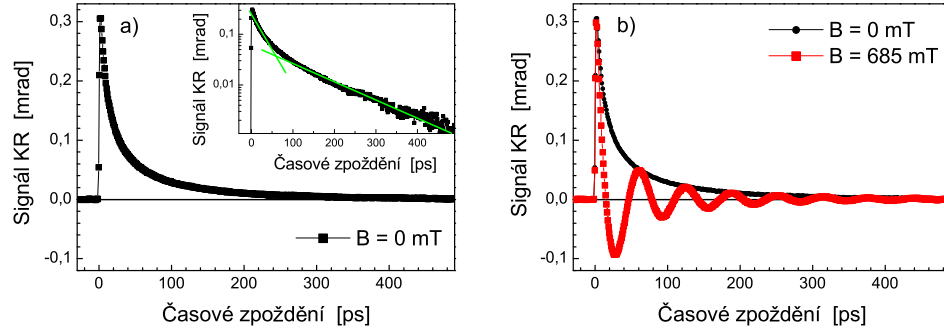 a)
0,3
0,2
0,1
0,0
-0,1
Signál KR [mrad]
0 100 200 300 400
Časové zpoždění [ps]
B = 0 mT
0,1
0,01
Signál KR [mrad]
0 100 200 300 400
Časové zpoždění [ps]
b)
0,3
0,2
0,1
0,0
-0,1
Signál KR [mrad]
0 100 200 300 400
Časové zpoždění [ps]
B = 0 mT
B = 685 mT